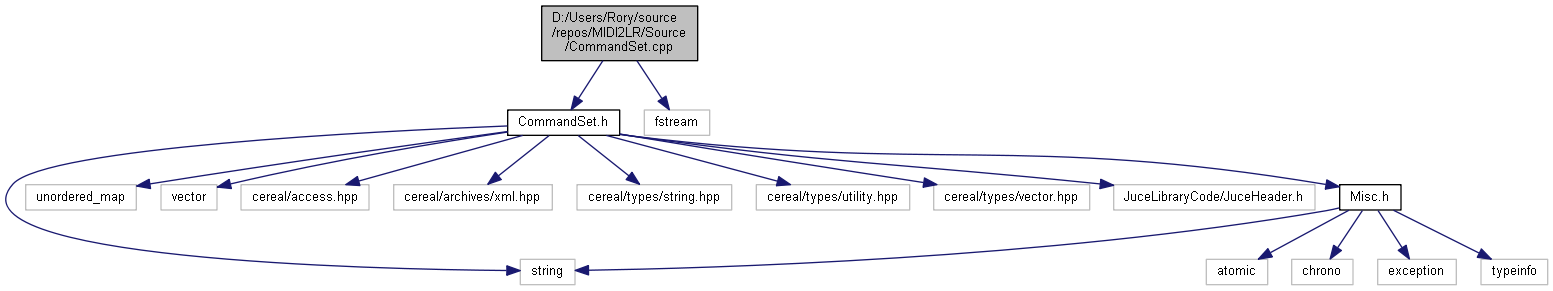 D:/Users/Rory/source
/repos/MIDI2LR/Source
/CommandSet.cpp
CommandSet.h
fstream
unordered_map
vector
cereal/access.hpp
cereal/archives/xml.hpp
cereal/types/string.hpp
cereal/types/utility.hpp
cereal/types/vector.hpp
JuceLibraryCode/JuceHeader.h
Misc.h
string
atomic
chrono
exception
typeinfo